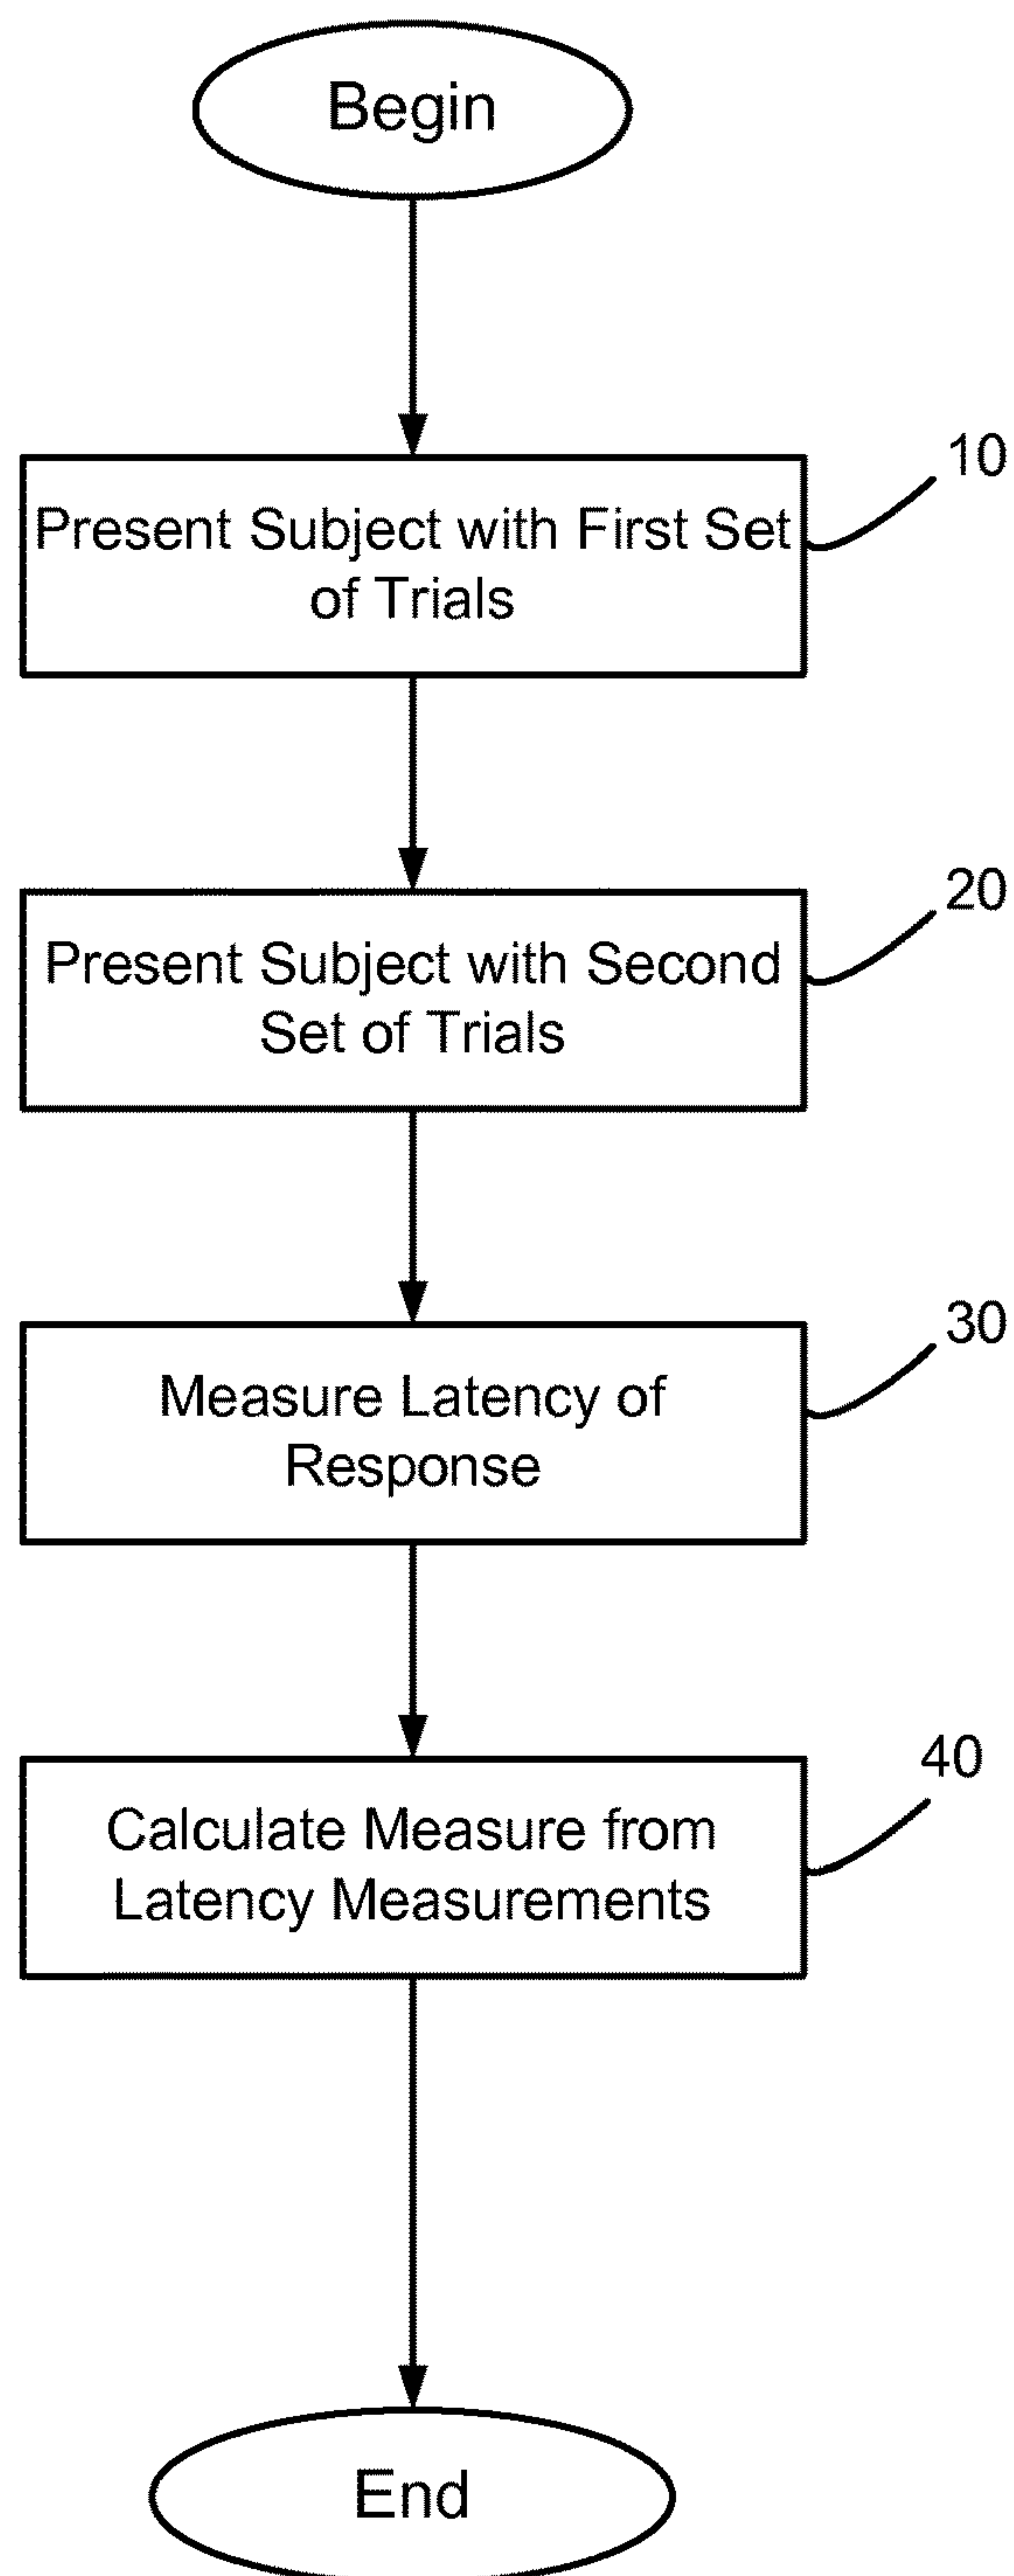 Begin
10
Present Subject with First Set
of Trials
20
Present Subject with Second
Set of Trials
30
Measure Latency of
Response
40
Calculate Measure from
Latency Measurements
End